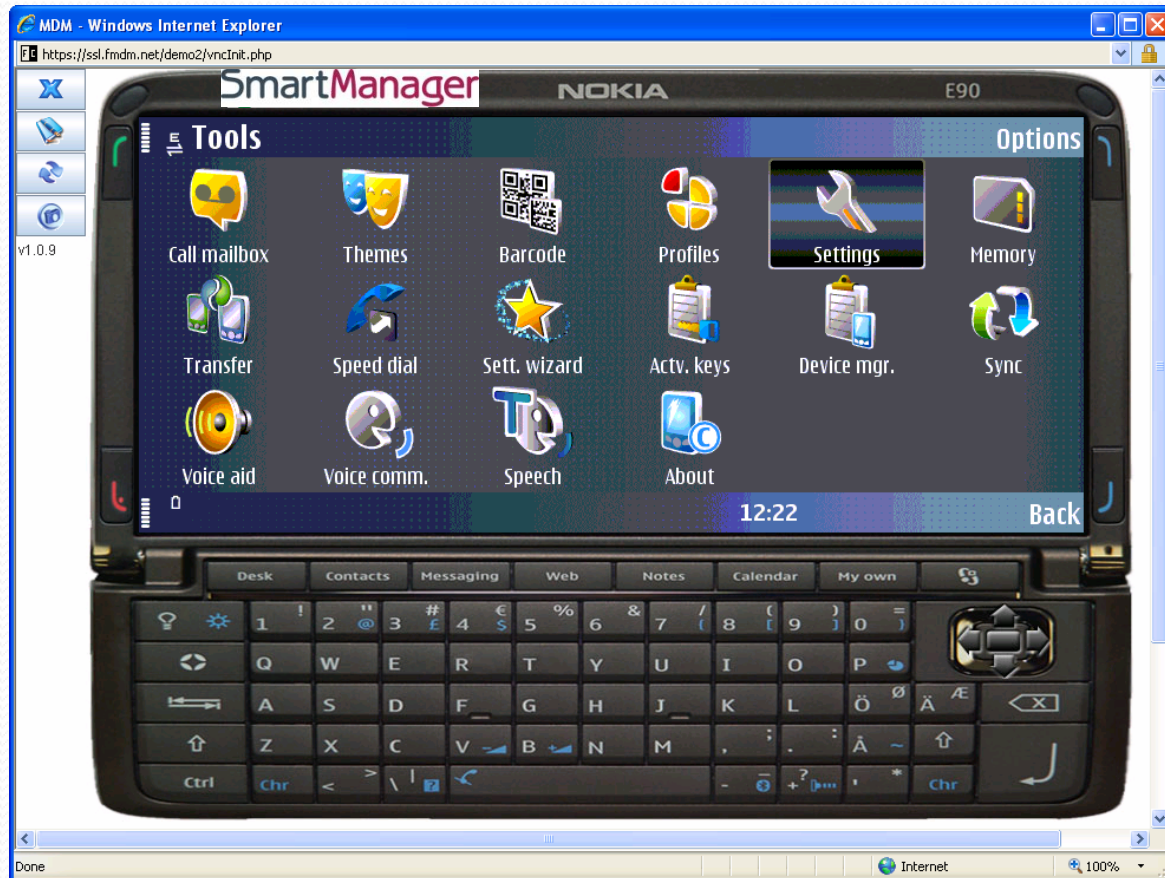 MDM - Windows Internet Explorer
https://ssl.fmdm.net/demo2/vncInit.php
SmartManager
NOKIA
E90
v1.0.9
E Tools Options
Call mailbox Themes Barcode Profiles Settings Memory
Transfer Speed dial Sett. wizard Actv. keys Device mgr. Sync
Voice aid Voice comm. Speech About
12:22 Back
Desk Contacts Messaging Web Notes Calendar My own
1 ! 2 " @ 3 # £ 4 € $ 5 % 6 & 7 / ( 8 ( [ 9 ) ] 0 = }
Q W E R T Y U I O P
A S D F G H J K L Ö Ø Ä Æ
Z X C V - B + N M , ; . : Å ~
Ctrl Chr < > \ | ? - _ + ? ' * Chr
Done Internet 100%